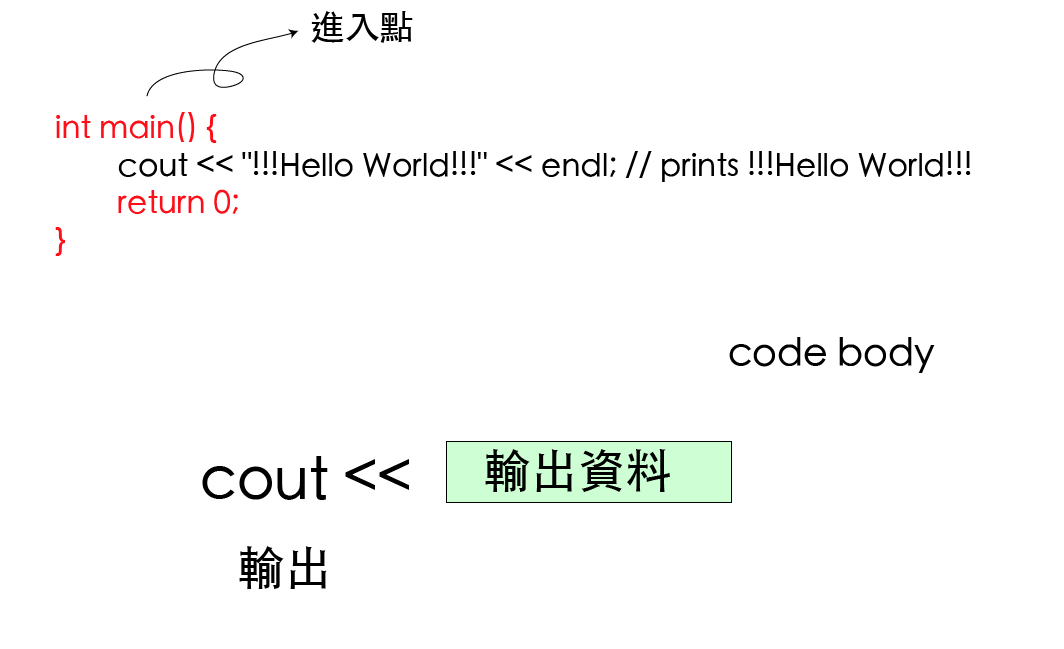 進入點
int main() {
cout << "!!!Hello World!!!" << endl; // prints !!!Hello World!!!
return 0;
}
code body
cout << 輸出資料
輸出